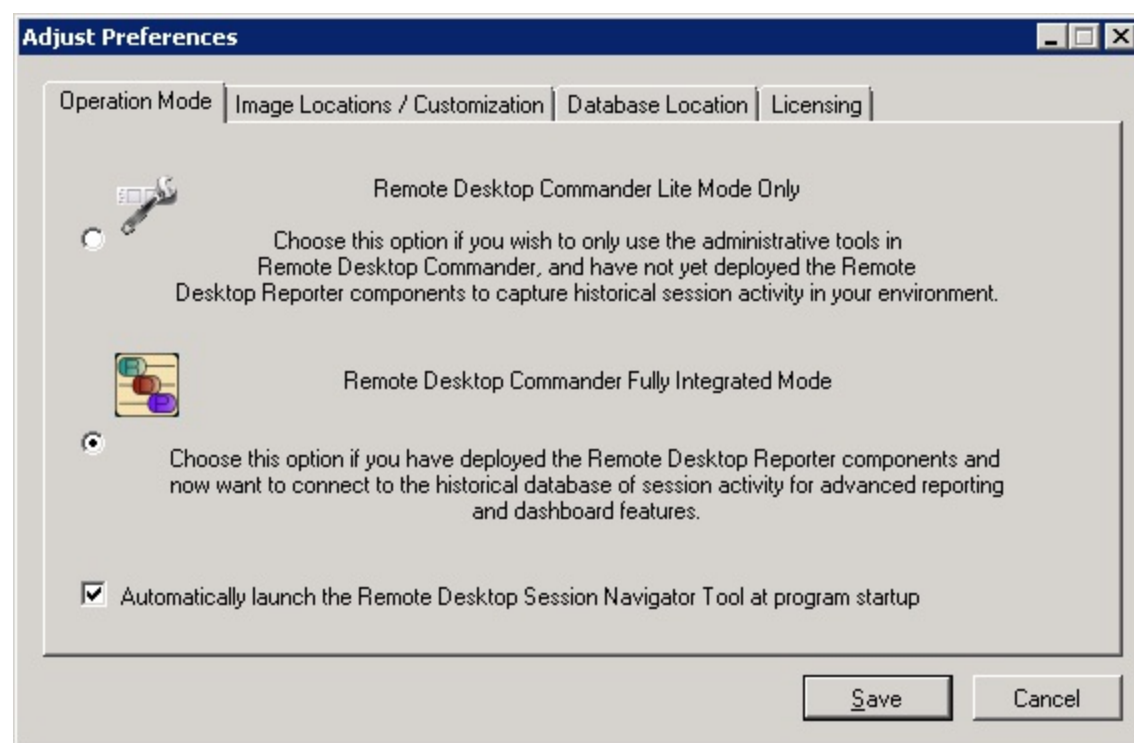 Adjust Preferences
Operation Mode
Image Locations / Customization
Database Location
Licensing
Remote Desktop Commander Lite Mode Only
Choose this option if you wish to only use the administrative tools in
Remote Desktop Commander, and have not yet deployed the Remote
Desktop Reporter components to capture historical session activity in your environment.
R
D
P
Remote Desktop Commander Fully Integrated Mode
Choose this option if you have deployed the Remote Desktop Reporter components and
now want to connect to the historical database of session activity for advanced reporting
and dashboard features.
Automatically launch the Remote Desktop Session Navigator Tool at program startup
Save
Cancel